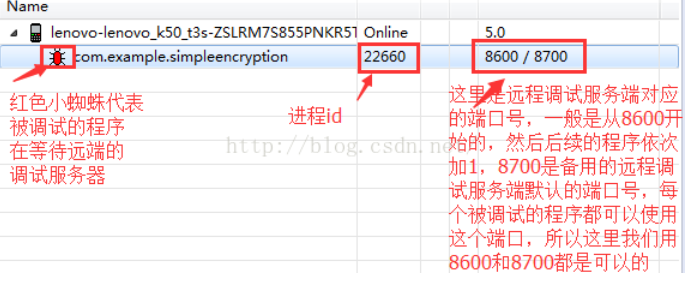 Name
lenovo-lenovo_k50_t3s-ZSLRM7S855PNKR5T Online 5.0
com.example.simpleencryption 22660 8600 / 8700
红色小蜘蛛代表
被调试的程序
在等待远端的
调试服务器
进程id
这里是远程调试服务端对应
的端口号，一般是从8600开
始的，然后后续的程序依次
加1，8700是备用的远程调
试服务端默认的端口号，每
个被调试的程序都可以使用
这个端口，所以这里我们用
8600和8700都是可以的
http://blog.csdn.ne